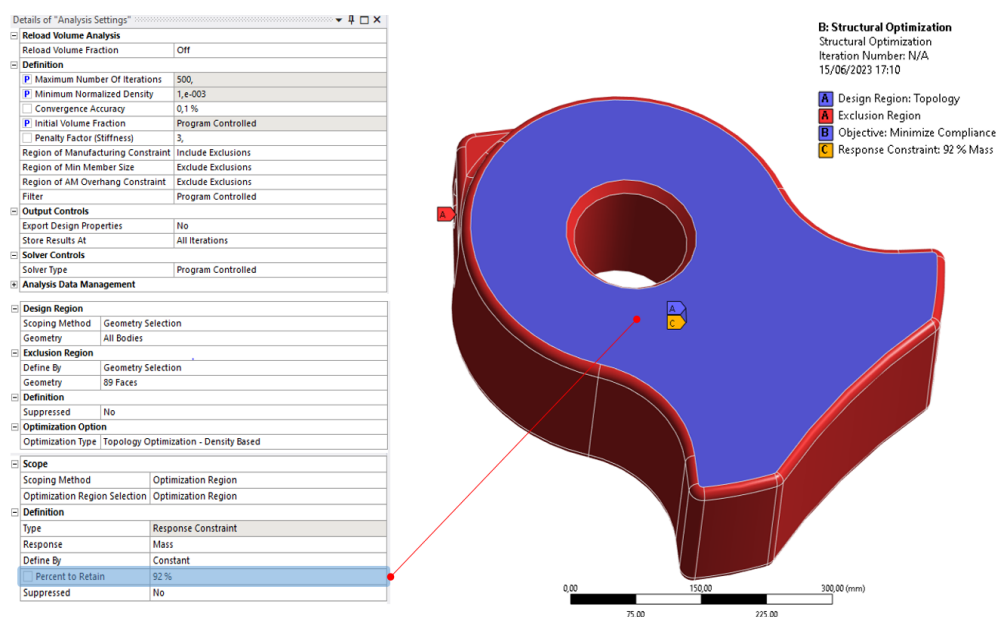 Details of "Analysis Settings"
Reload Volume Analysis
Reload Volume Fraction Off
Definition
P Maximum Number Of Iterations 500,
P Minimum Normalized Density 1,e-003
Convergence Accuracy 0,1 %
P Initial Volume Fraction Program Controlled
Penalty Factor (Stiffness) 3,
Region of Manufacturing Constraint Include Exclusions
Region of Min Member Size Exclude Exclusions
Region of AM Overhang Constraint Exclude Exclusions
Filter Program Controlled
Output Controls
Export Design Properties No
Store Results At All Iterations
Solver Controls
Solver Type Program Controlled
Analysis Data Management
Design Region
Scoping Method Geometry Selection
Geometry All Bodies
Exclusion Region
Define By Geometry Selection
Geometry 89 Faces
Definition
Suppressed No
Optimization Option
Optimization Type Topology Optimization - Density Based
Scope
Scoping Method Optimization Region
Optimization Region Selection Optimization Region
Definition
Type Response Constraint
Response Mass
Define By Constant
Percent to Retain 92 %
Suppressed No
B: Structural Optimization
Structural Optimization
Iteration Number: N/A
15/06/2023 17:10
A Design Region: Topology
A Exclusion Region
B Objective: Minimize Compliance
C Response Constraint: 92 % Mass
A
A
C
0,00 150,00 300,00 (mm)
75,00 225,00